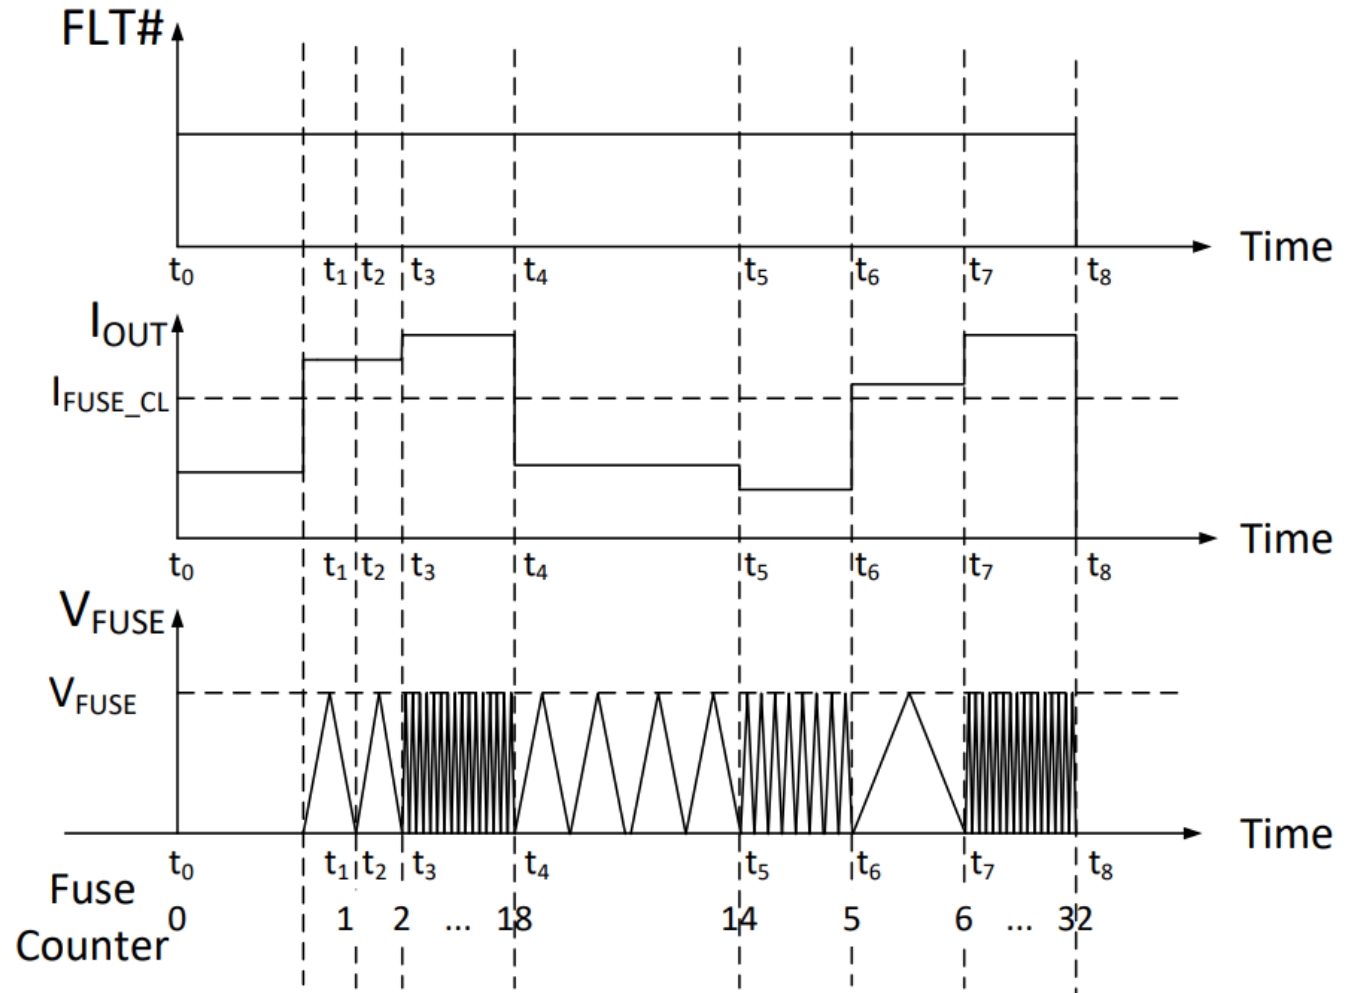 FLT#
Time
t0 t1 t2 t3 t4 t5 t6 t7 t8
IOUT
IFUSE_CL
Time
t0 t1 t2 t3 t4 t5 t6 t7 t8
VFUSE
VFUSE
Time
t0 t1 t2 t3 t4 t5 t6 t7 t8
Fuse
Counter
0 1 2 ... 18 14 5 6 ... 32